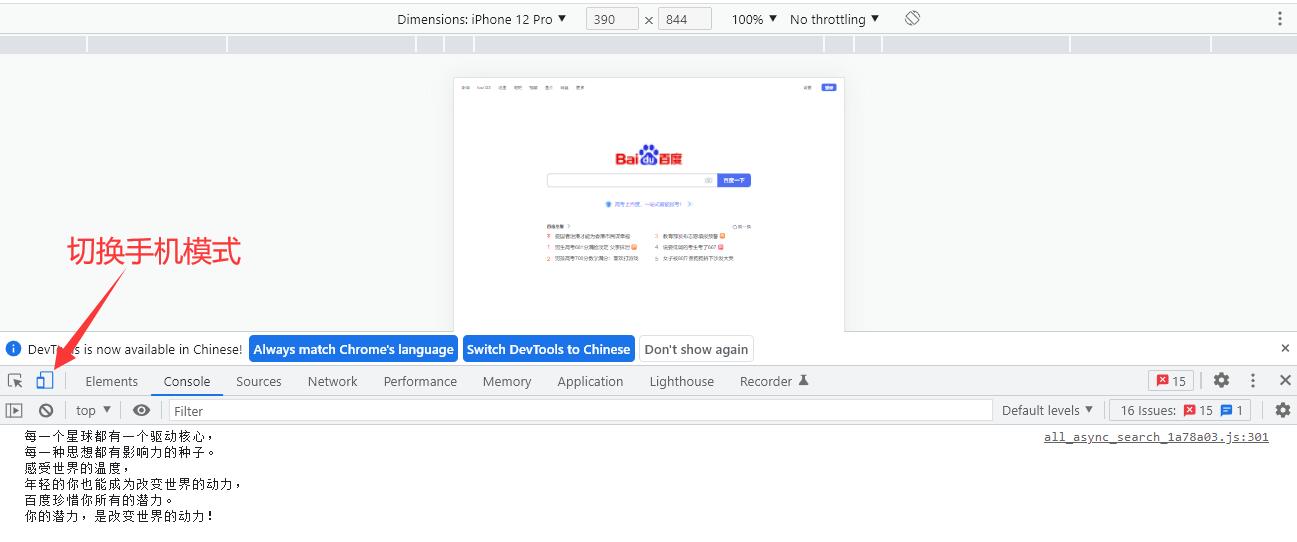 Dimensions: iPhone 12 Pro ▼ 390 × 844 100% ▼ No throttling ▼
更多
Baidu百度
百度一下
切换手机模式
DevTools is now available in Chinese! Always match Chrome's language Switch DevTools to Chinese Don't show again ×
Elements Console Sources Network Performance Memory Application Lighthouse Recorder 15
top ▼ Filter Default levels ▼ 16 Issues: 15 1
每一个星球都有一个驱动核心, all_async_search_1a78a03.js:301
每一种思想都有影响力的种子。
感受世界的温度,
年轻的你也能成为改变世界的动力,
百度珍惜你所有的潜力。
你的潜力,是改变世界的动力!